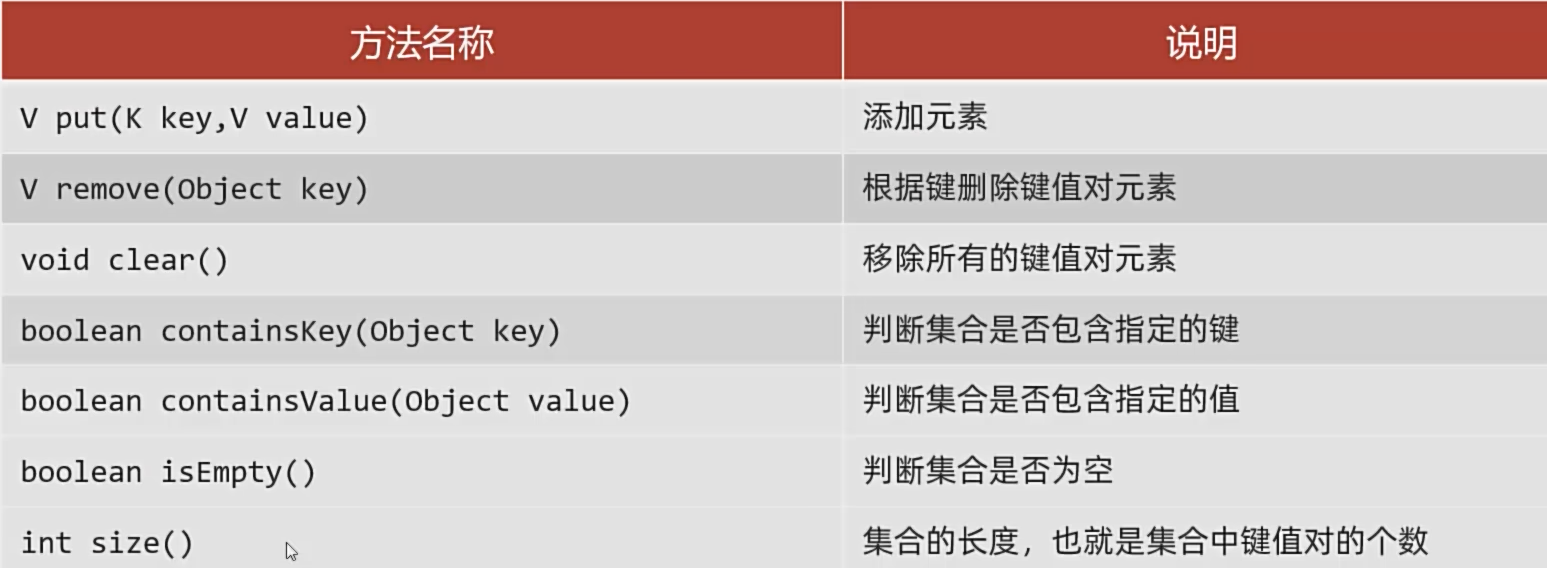 方法名称 说明
V put(K key,V value) 添加元素
V remove(Object key) 根据键删除键值对元素
void clear() 移除所有的键值对元素
boolean containsKey(Object key) 判断集合是否包含指定的键
boolean containsValue(Object value) 判断集合是否包含指定的值
boolean isEmpty() 判断集合是否为空
int size() 集合的长度，也就是集合中键值对的个数